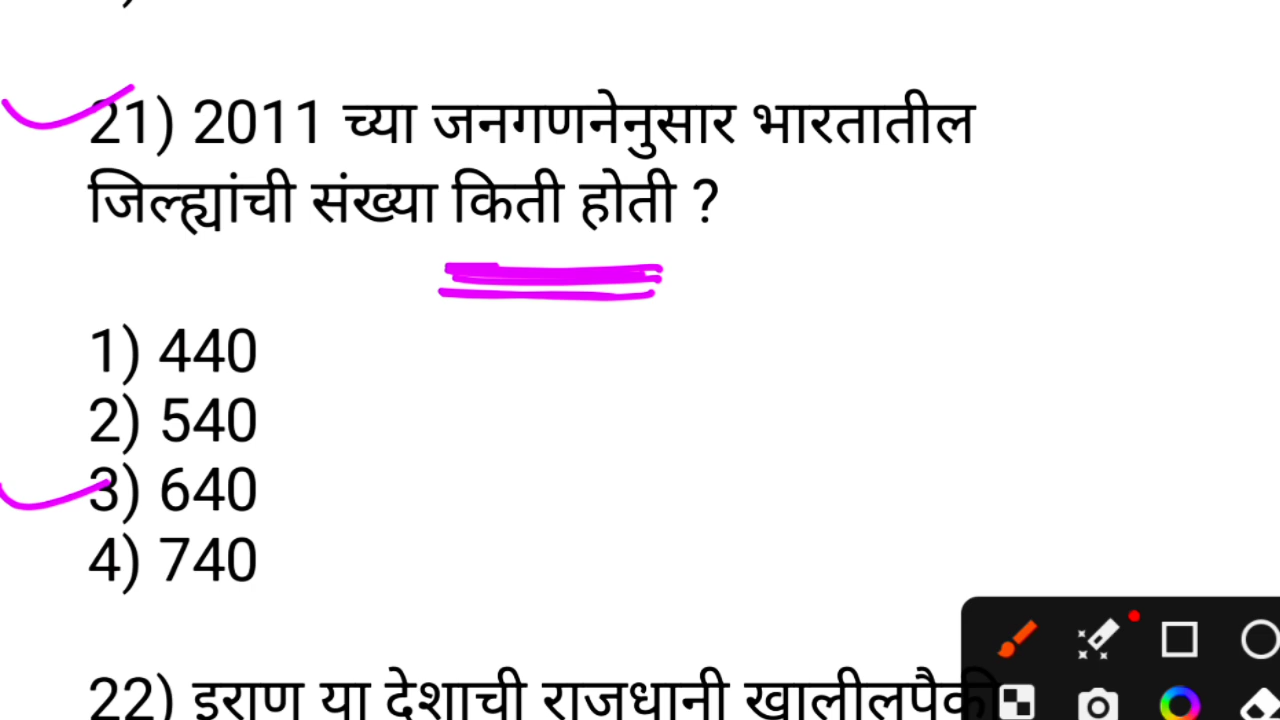 21) 2011 च्या जनगणनेनुसार भारतातील
जिल्ह्यांची संख्या किती होती ?
1) 440
2) 540
3) 640
4) 740
22) इराण या देशाची राजधानी खालीलपैकी